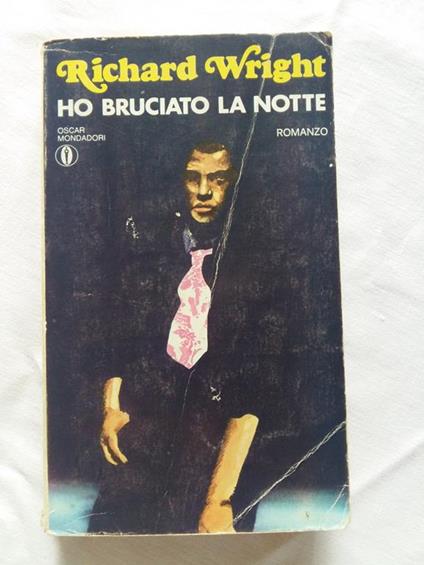 Richard Wright
HO BRUCIATO LA NOTTE
OSCAR
MONDADORI
ROMANZO